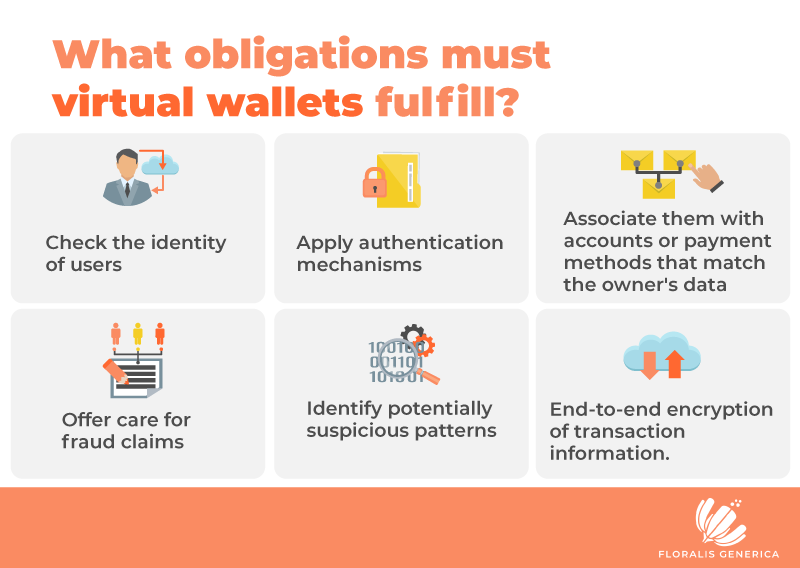 What obligations must
virtual wallets fulfill?
Check the identity
of users
Apply authentication
mechanisms
Associate them with
accounts or payment
methods that match
the owner's data
Offer care for
fraud claims
100100
001101
101001
Identify potentially
suspicious patterns
End-to-end encryption
of transaction
information.
FLORALIS GENERICA